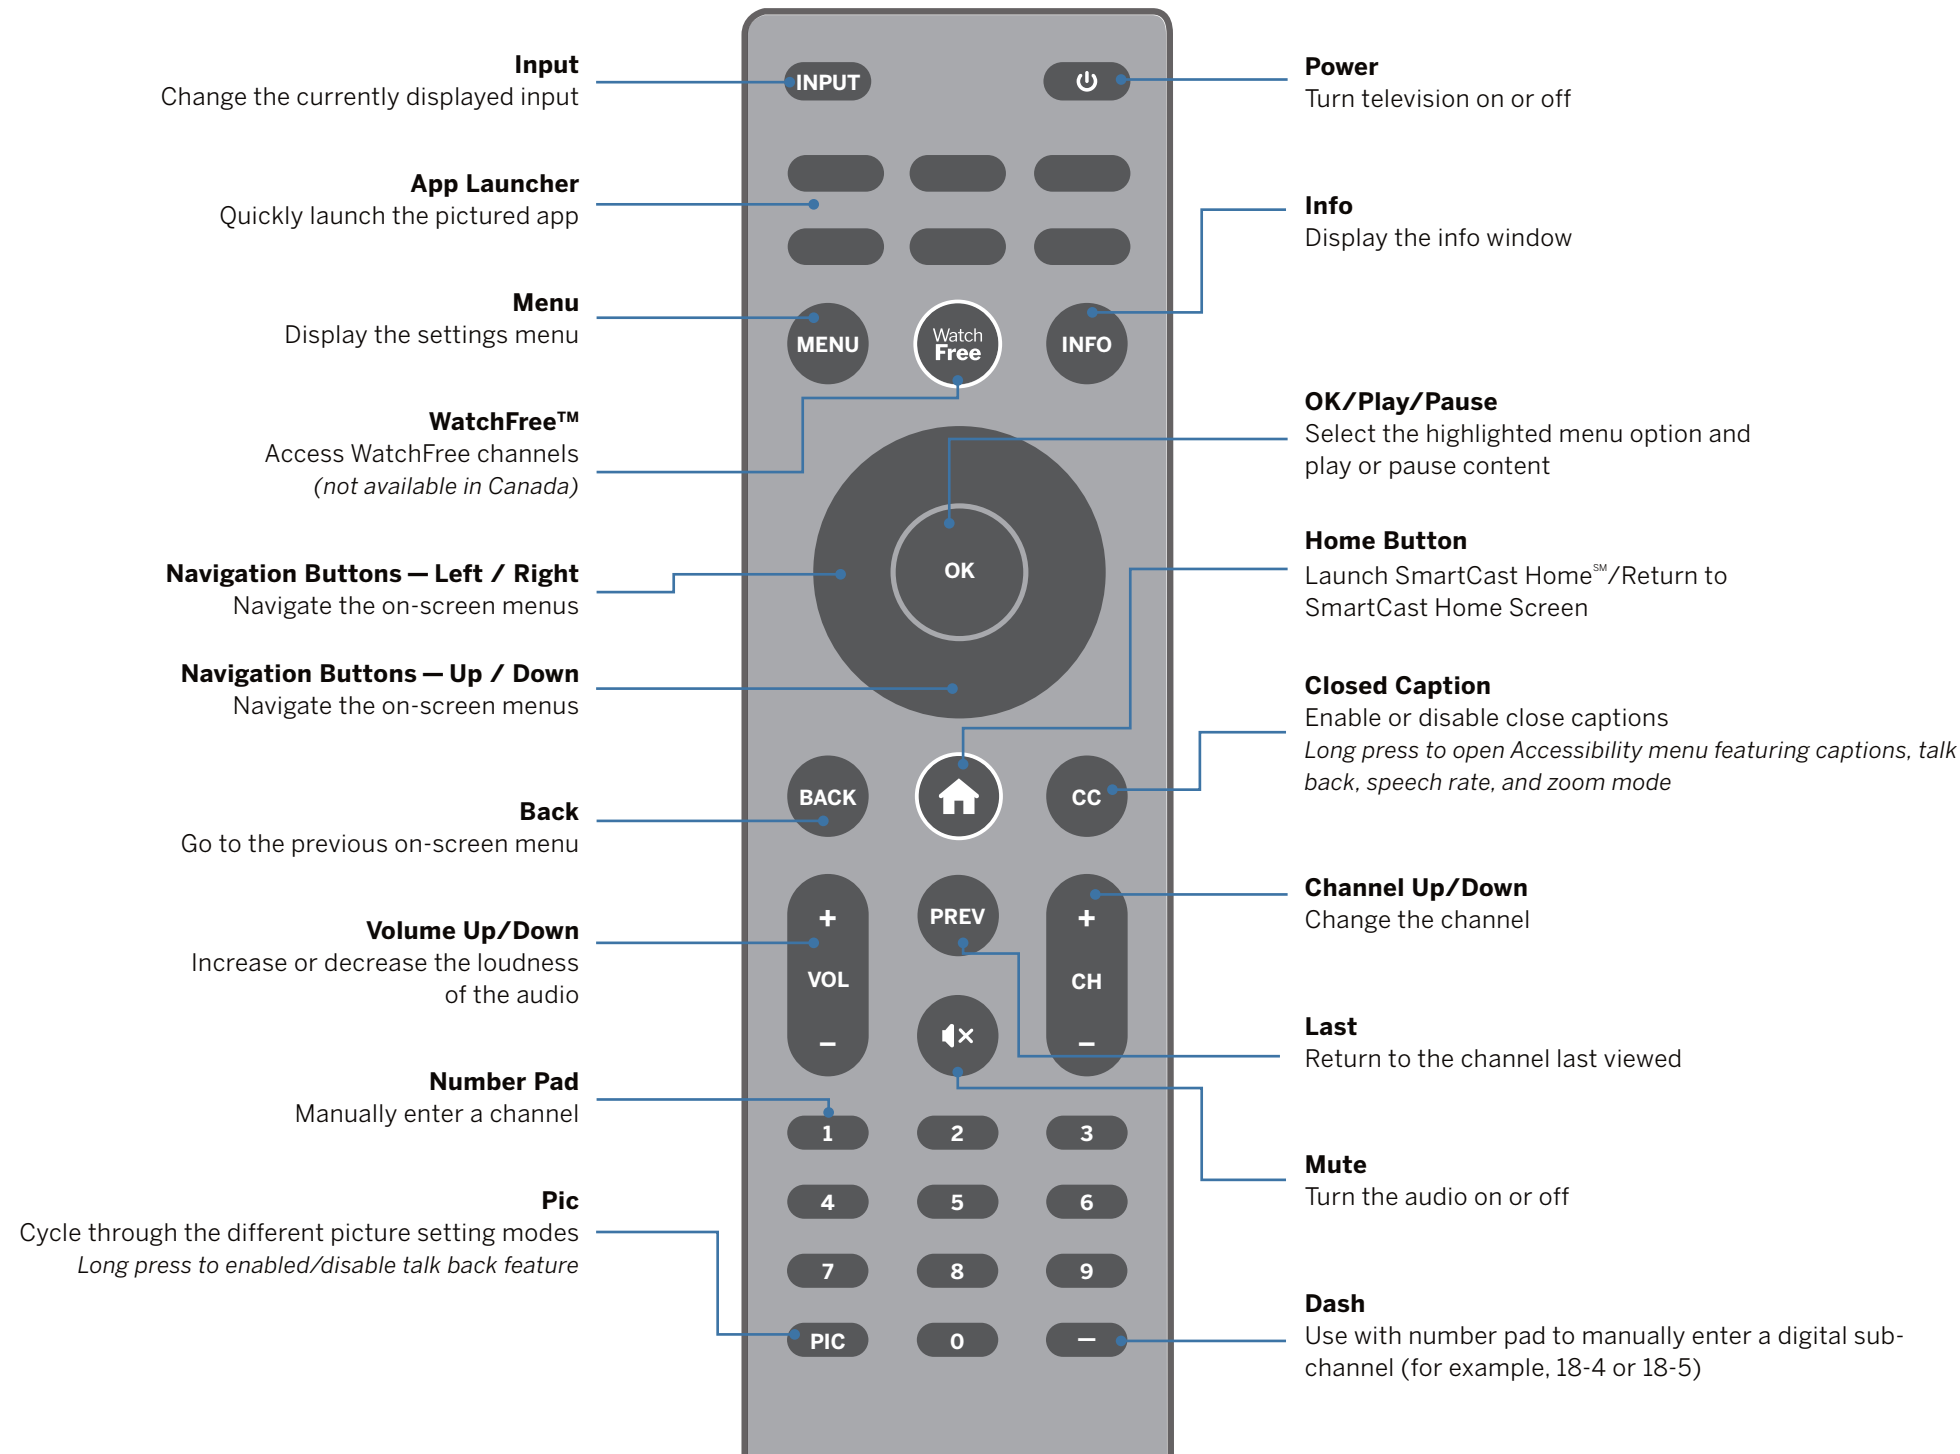 Input
Change the currently displayed input
App Launcher
Quickly launch the pictured app
Menu
Display the settings menu
WatchFree™
Access WatchFree channels
(not available in Canada)
Navigation Buttons — Left / Right
Navigate the on-screen menus
Navigation Buttons — Up / Down
Navigate the on-screen menus
Back
Go to the previous on-screen menu
Volume Up/Down
Increase or decrease the loudness
of the audio
Number Pad
Manually enter a channel
Pic
Cycle through the different picture setting modes
Long press to enabled/disable talk back feature
INPUT
MENU
Watch
Free
INFO
OK
BACK
CC
+
VOL
–
PREV
+
CH
–
1
2
3
4
5
6
7
8
9
PIC
0
–
Power
Turn television on or off
Info
Display the info window
OK/Play/Pause
Select the highlighted menu option and
play or pause content
Home Button
Launch SmartCast Home℠/Return to
SmartCast Home Screen
Closed Caption
Enable or disable close captions
Long press to open Accessibility menu featuring captions, talk
back, speech rate, and zoom mode
Channel Up/Down
Change the channel
Last
Return to the channel last viewed
Mute
Turn the audio on or off
Dash
Use with number pad to manually enter a digital sub-
channel (for example, 18-4 or 18-5)